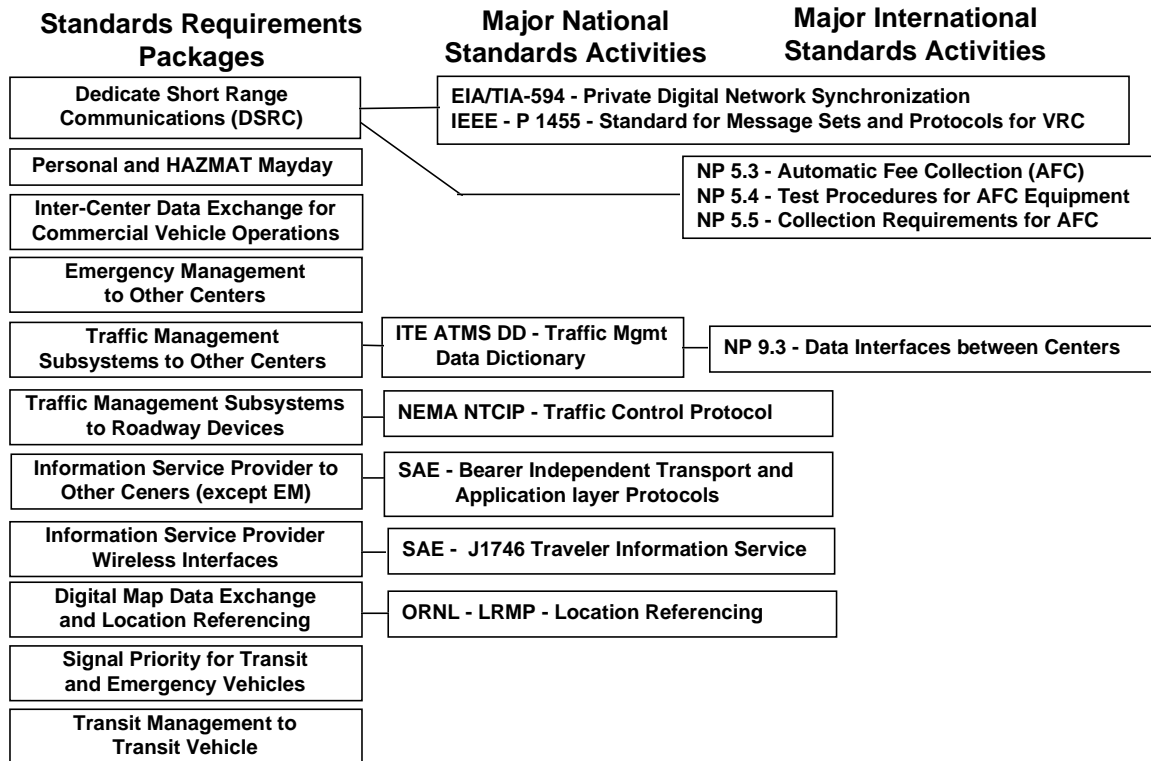 Standards Requirements
Packages
Major National
Standards Activities
Major International
Standards Activities
Dedicate Short Range
Communications (DSRC)
EIA/TIA-594 - Private Digital Network Synchronization
IEEE - P 1455 - Standard for Message Sets and Protocols for VRC
Personal and HAZMAT Mayday
NP 5.3 - Automatic Fee Collection (AFC)
NP 5.4 - Test Procedures for AFC Equipment
NP 5.5 - Collection Requirements for AFC
Inter-Center Data Exchange for
Commercial Vehicle Operations
Emergency Management
to Other Centers
Traffic Management
Subsystems to Other Centers
ITE ATMS DD - Traffic Mgmt
Data Dictionary
NP 9.3 - Data Interfaces between Centers
Traffic Management Subsystems
to Roadway Devices
NEMA NTCIP - Traffic Control Protocol
Information Service Provider to
Other Ceners (except EM)
SAE - Bearer Independent Transport and
Application layer Protocols
Information Service Provider
Wireless Interfaces
SAE - J1746 Traveler Information Service
Digital Map Data Exchange
and Location Referencing
ORNL - LRMP - Location Referencing
Signal Priority for Transit
and Emergency Vehicles
Transit Management to
Transit Vehicle